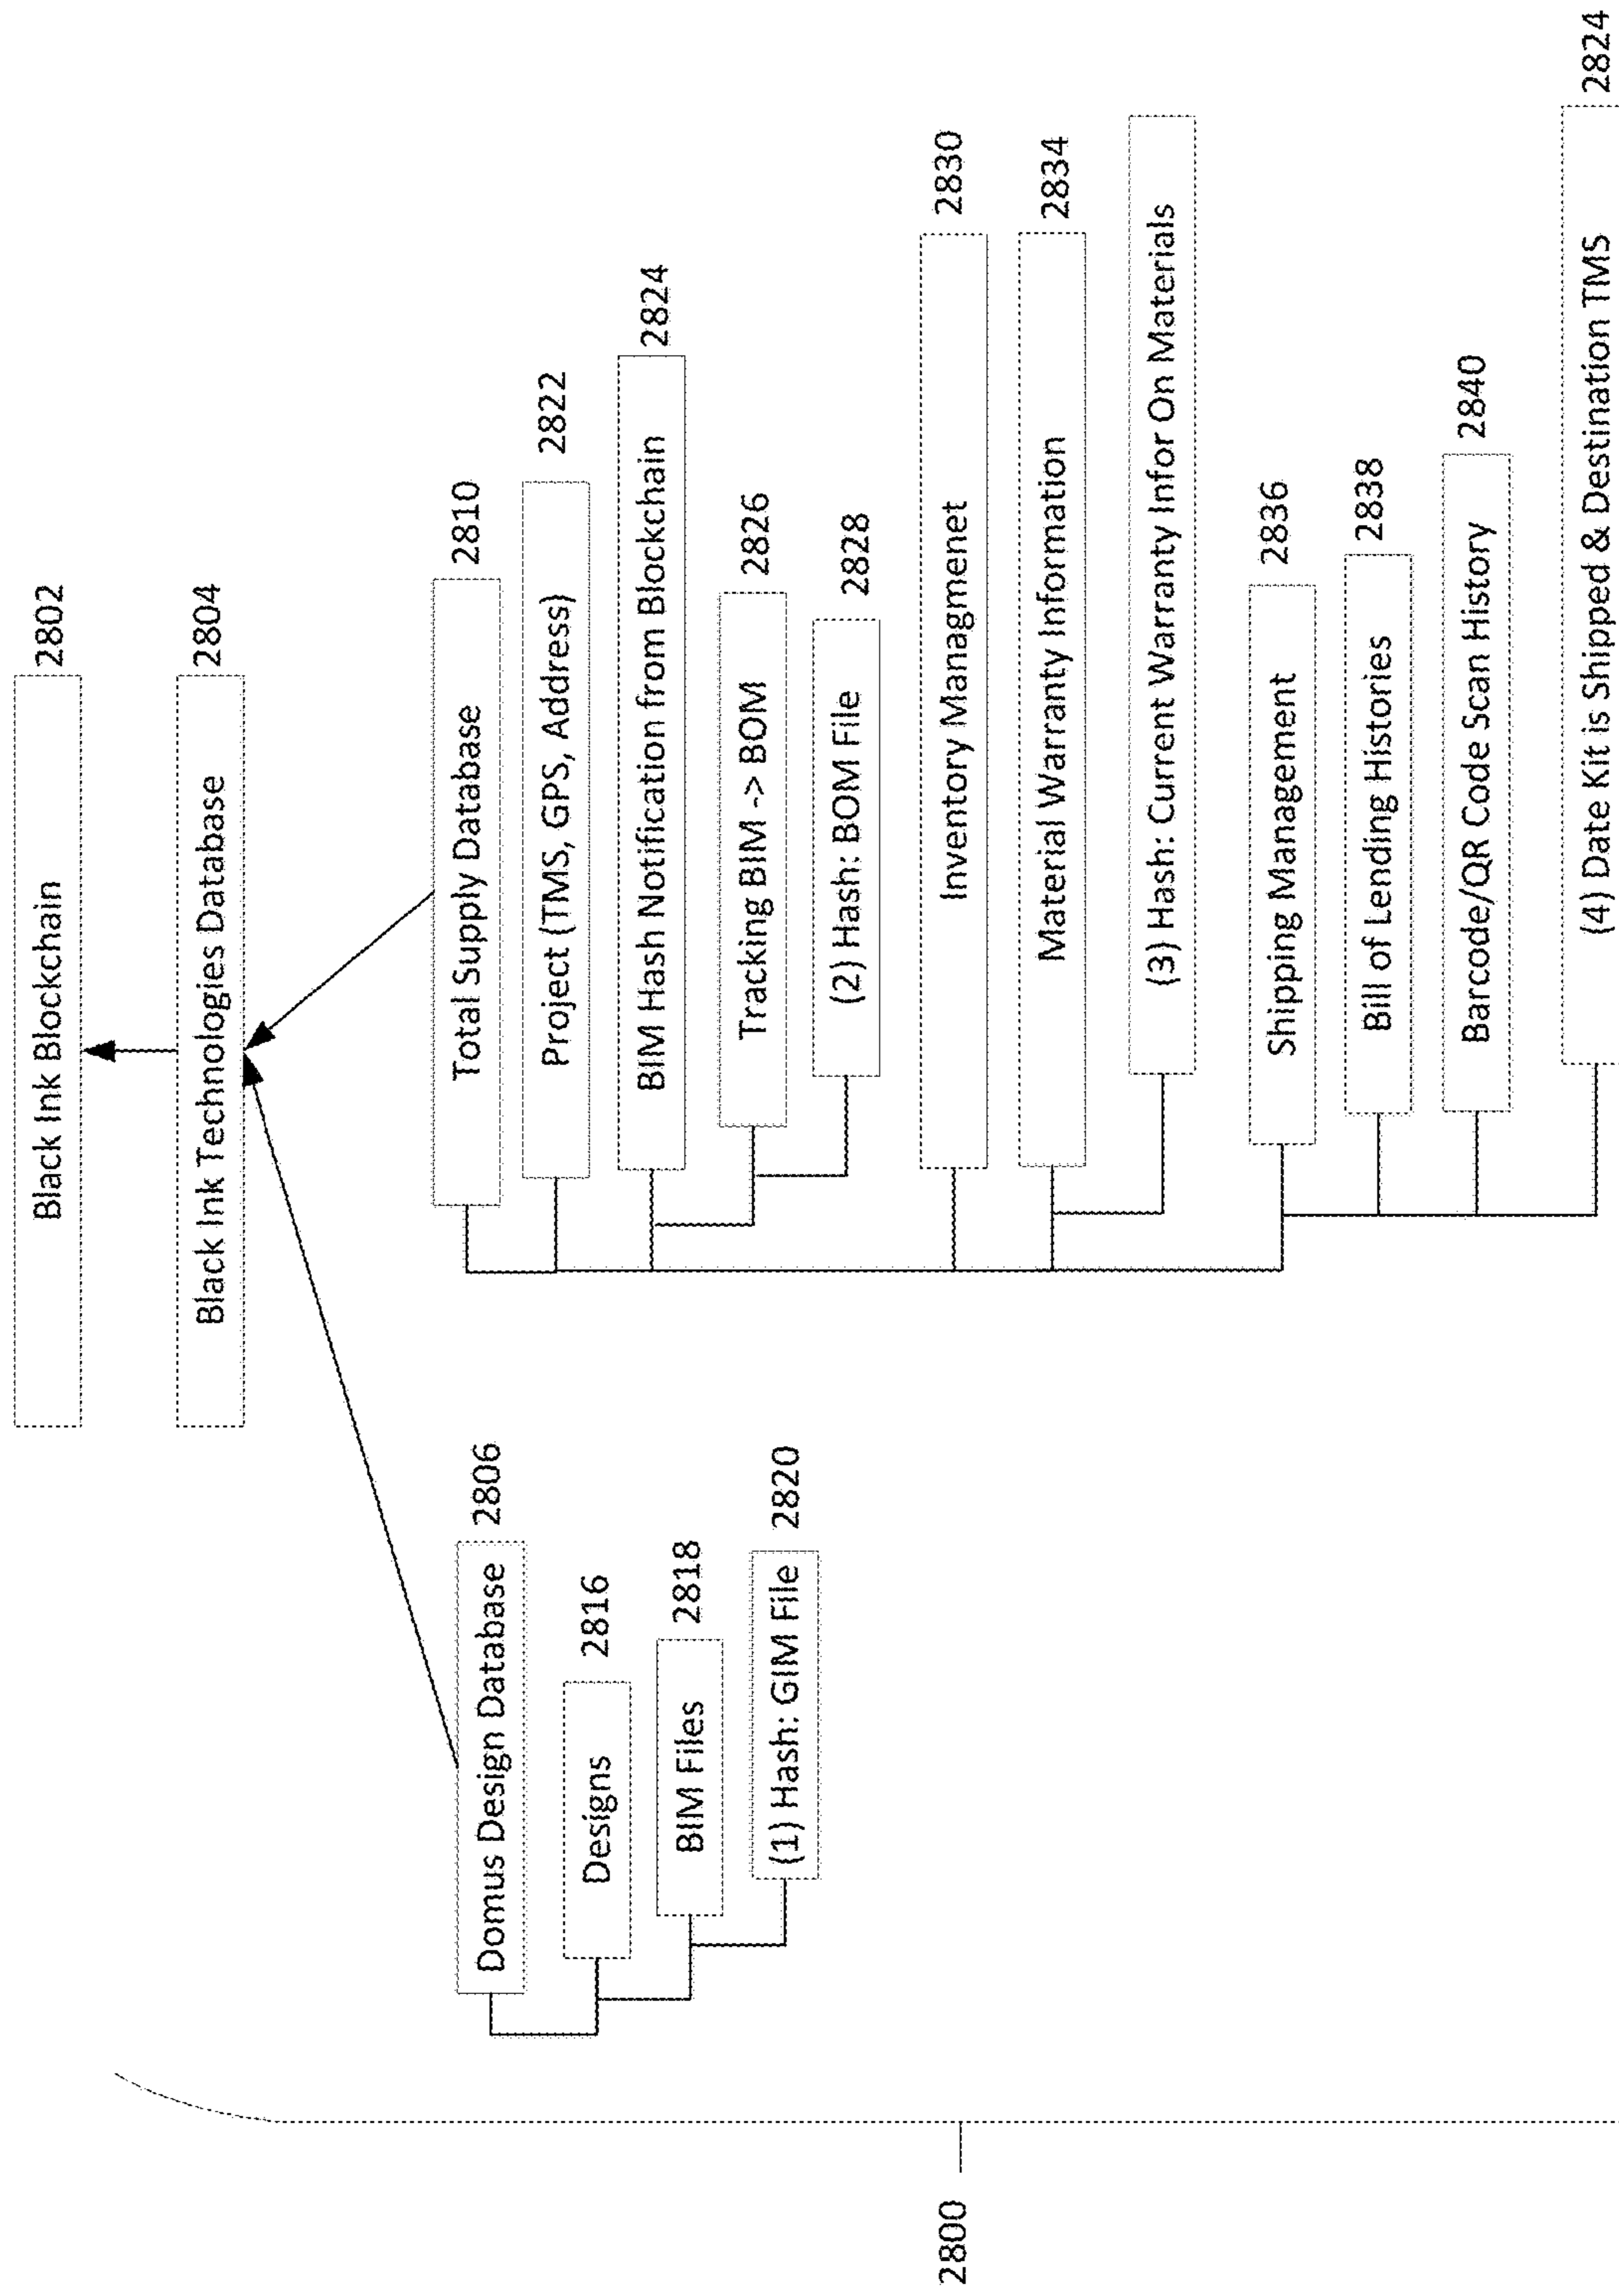 Black Ink Blockchain 2802
Black Ink Technologies Database 2804
Domus Design Database 2806
Designs 2816
BIM Files 2818
(1) Hash: GIM File 2820
Total Supply Database 2810
Project (TMS, GPS, Address) 2822
BIM Hash Notification from Blockchain 2824
Tracking BIM -> BOM 2826
(2) Hash: BOM File 2828
Inventory Managmenet 2830
Material Warranty Information 2834
(3) Hash: Current Warranty Infor On Materials
Shipping Management 2836
Bill of Lending Histories 2838
Barcode/QR Code Scan History 2840
(4) Date Kit is Shipped & Destination TMS 2824
2800